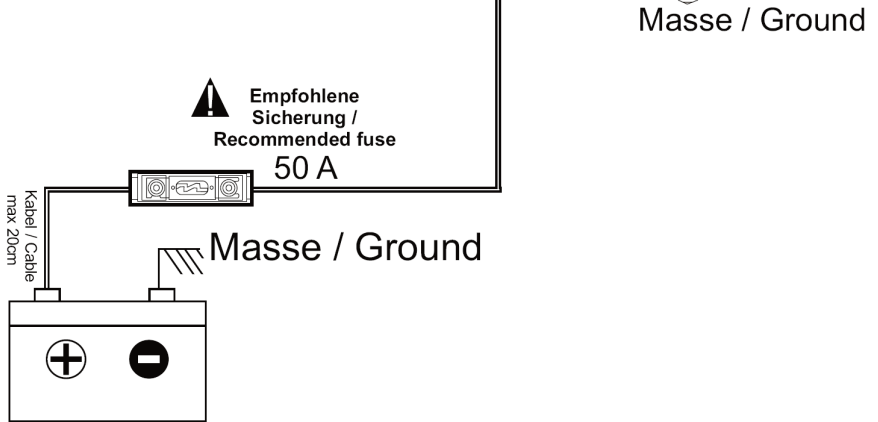 Masse / Ground
Empfohlene
Sicherung /
Recommended fuse
50 A
Kabel / Cable
max 20cm
Masse / Ground